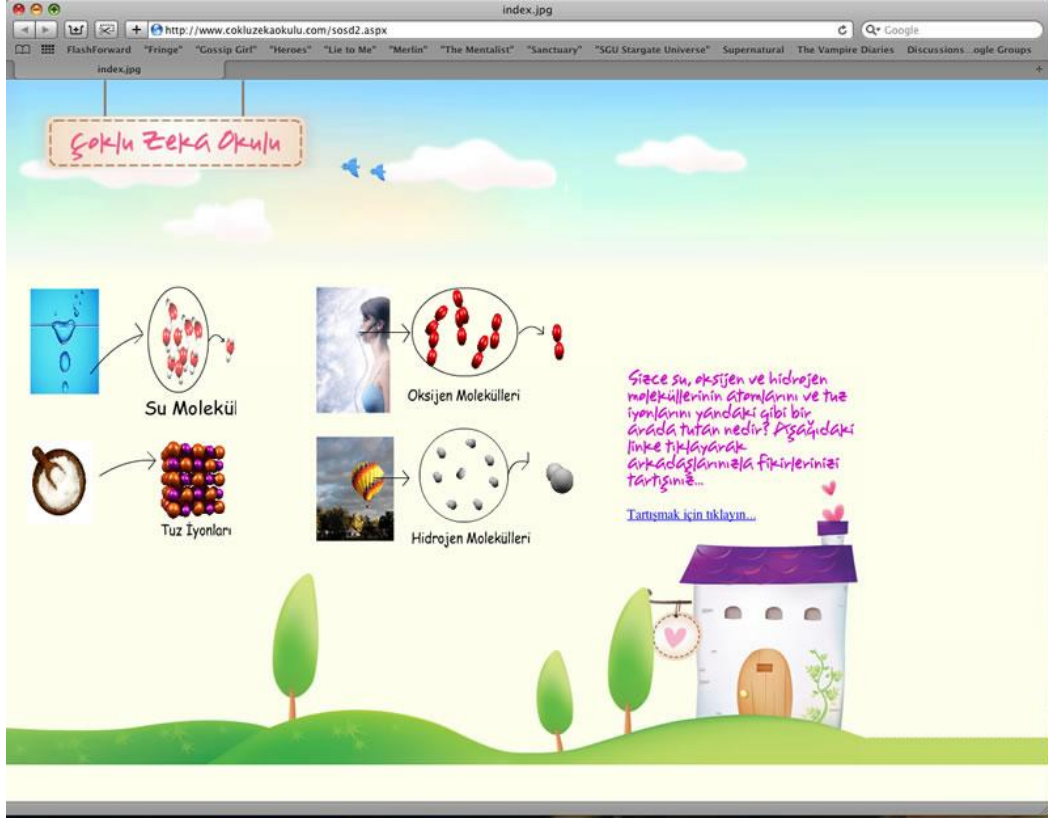 index.jpg
http://www.cokluzekaokulu.com/sosd2.aspx
Google
FlashForward "Fringe" "Gossip Girl" "Heroes" "Lie to Me" "Merlin" "The Mentalist" "Sanctuary" "SGU Stargate Universe" Supernatural The Vampire Diaries Discussions...ogle Groups
index.jpg
Çoklu Zeka Okulu
Su Molekül
Oksijen Molekülleri
Tuz İyonları
Hidrojen Molekülleri
Sizce su, oksijen ve hidrojen
moleküllerinin atomlarını ve tuz
iyonlarını yandaki gibi bir
arada tutan nedir? Aşağıdaki
linke tıklayarak
arkadaşlarınızla fikirlerinizi
tartışınız...
Tartışmak için tıklayın...